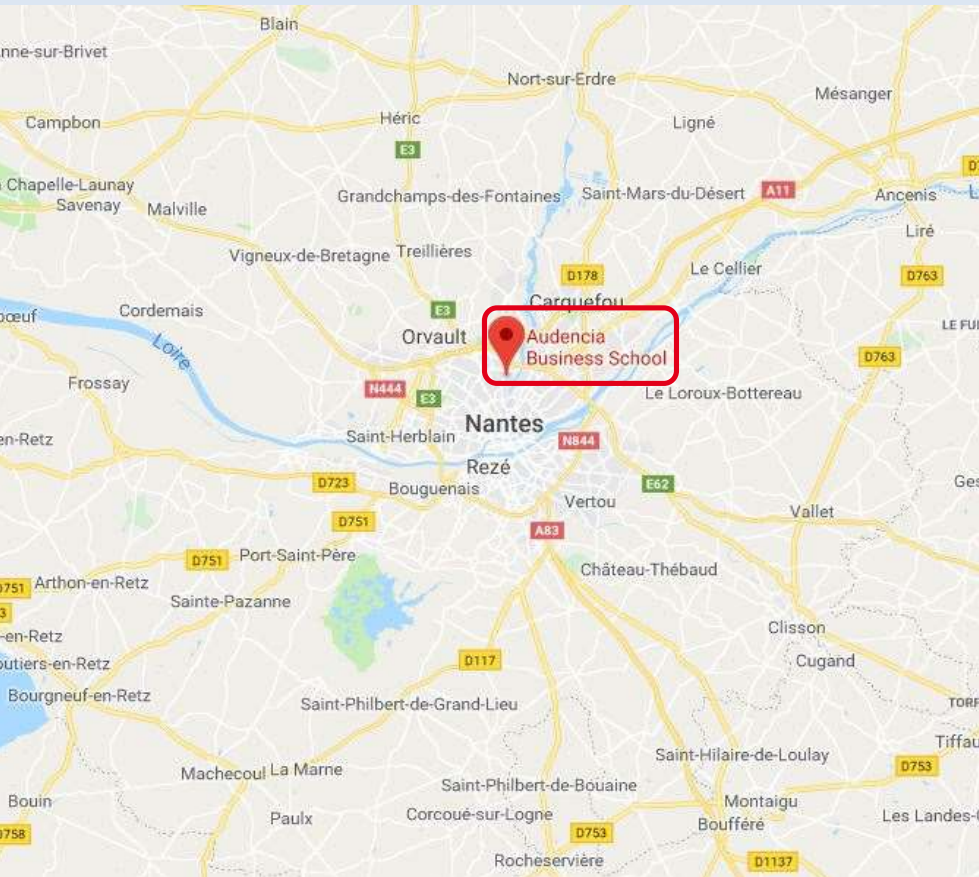 Blain
nne-sur-Brivet
Nort-sur-Erdre
Mésanger
Campbon
Héric
Ligné
E3
Chapelle-Launay
Savenay
Malville
Grandchamps-des-Fontaines
Saint-Mars-du-Désert
A11
Ancenis
Liré
Vigneux-de-Bretagne
Treillières
D178
Le Cellier
D763
Cordemais
E3
Carquefou
Loire
Orvault
Audencia
Business School
D763
Frossay
N444
E3
Le Loroux-Bottereau
Nantes
en-Retz
Saint-Herblain
N844
Rezé
D723
Bouguenais
E62
Vertou
Vallet
D751
A83
D751
Port-Saint-Père
Château-Thébaud
D751
Arthon-en-Retz
Sainte-Pazanne
Clisson
-en-Retz
outiers-en-Retz
D117
Cugand
Bourgneuf-en-Retz
Saint-Philbert-de-Grand-Lieu
Saint-Hilaire-de-Loulay
D753
Machecoul
La Marne
Saint-Philbert-de-Bouaine
Bouin
Paulx
Corcoué-sur-Logne
Montaigu
Boufféré
Les Landes-
D753
Rocheservière
D1137